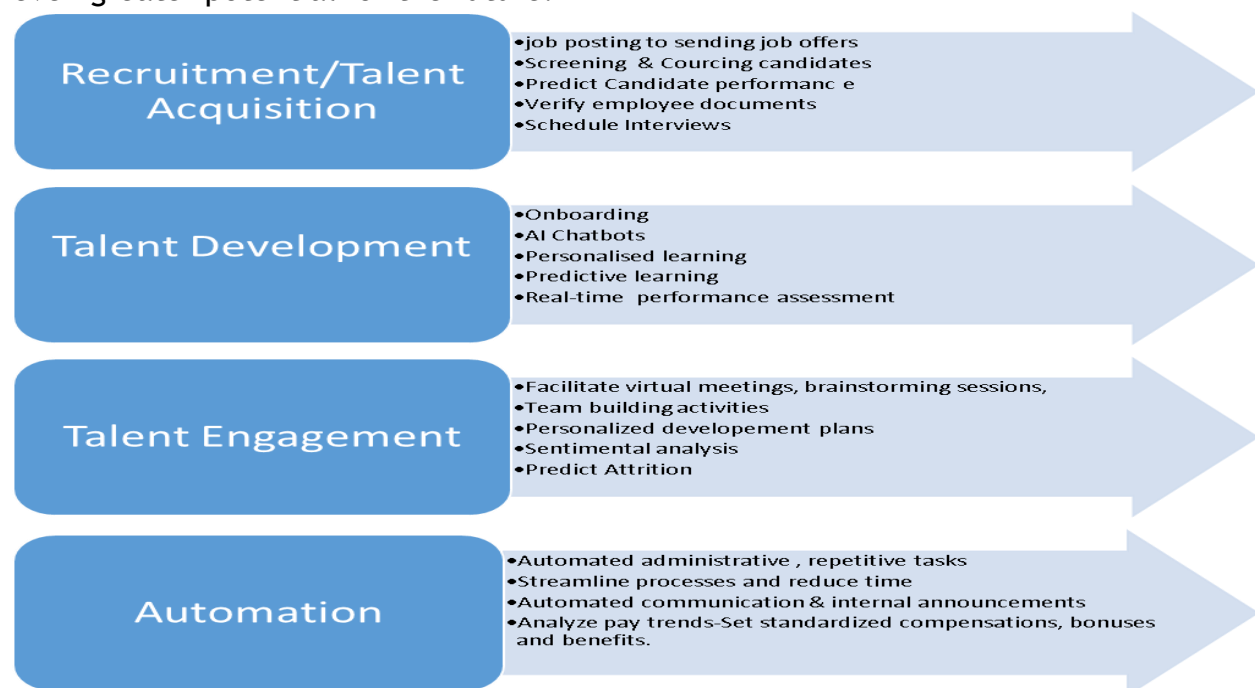 Recruitment/Talent
Acquisition
•job posting to sending job offers
•Screening & Courcing candidates
•Predict Candidate performanc e
•Verify employee documents
•Schedule Interviews
Talent Development
•Onboarding
•AI Chatbots
•Personalised learning
•Predictive learning
•Real-time performance assessment
Talent Engagement
•Facilitate virtual meetings, brainstorming sessions,
•Team building activities
•Personalized developement plans
•Sentimental analysis
•Predict Attrition
Automation
•Automated administrative , repetitive tasks
•Streamline processes and reduce time
•Automated communication & internal announcements
•Analyze pay trends-Set standardized compensations, bonuses
and benefits.